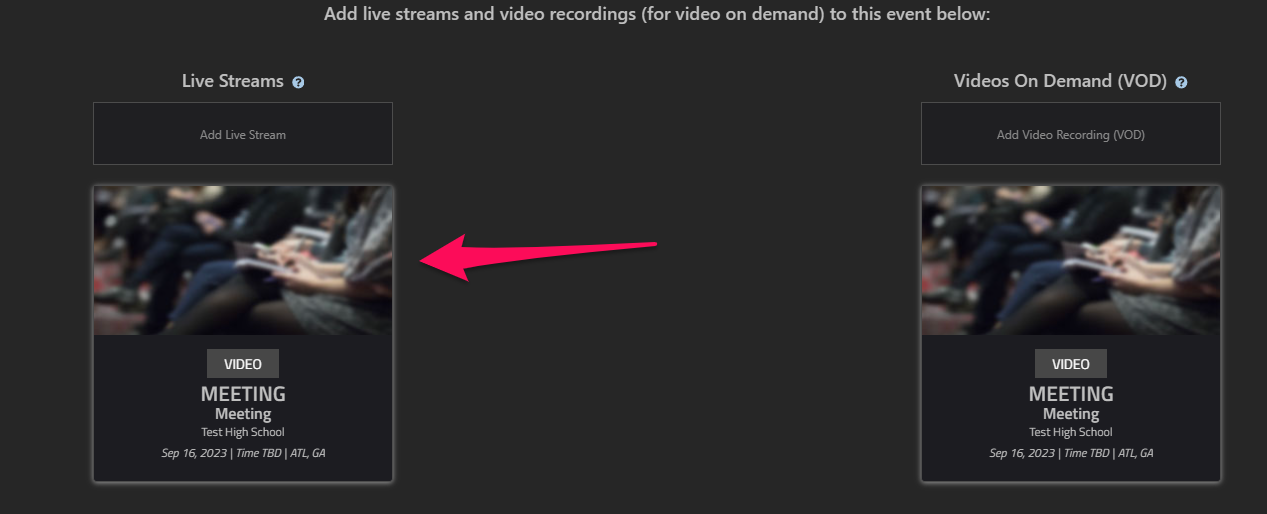 Add live streams and video recordings (for video on demand) to this event below:
Live Streams ?
Add Live Stream
VIDEO
MEETING
Meeting
Test High School
Sep 16, 2023 | Time TBD | ATL, GA
Videos On Demand (VOD) ?
Add Video Recording (VOD)
VIDEO
MEETING
Meeting
Test High School
Sep 16, 2023 | Time TBD | ATL, GA